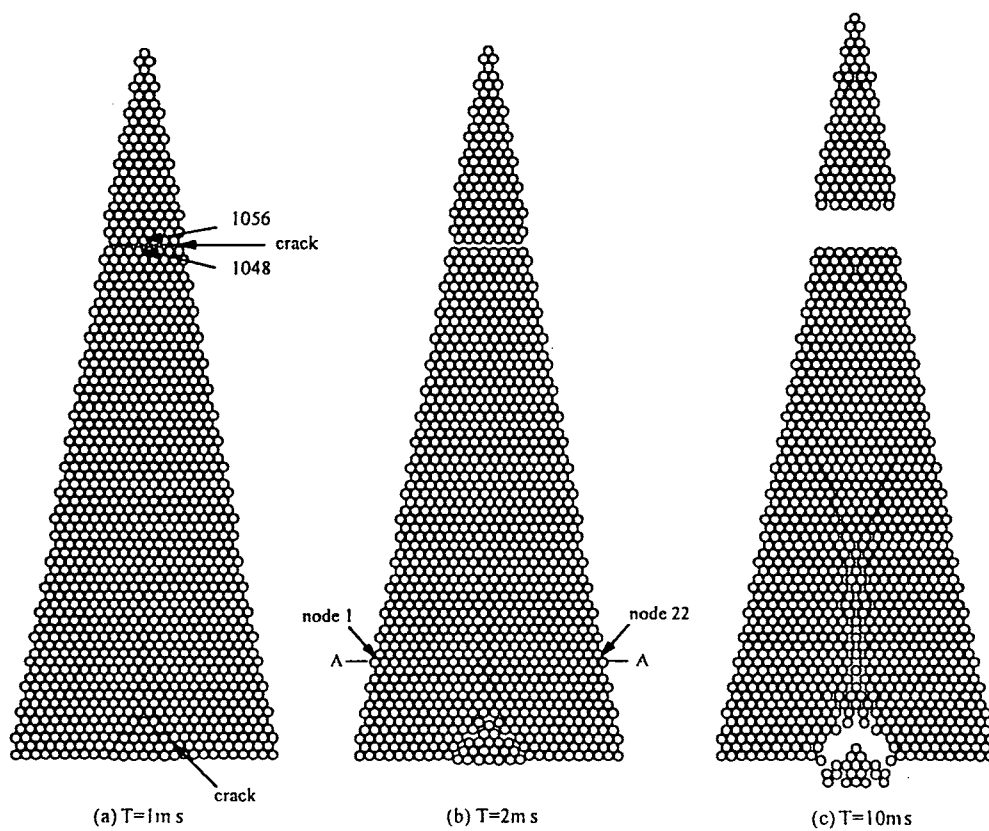 1056
crack
1048
node 1
node 22
A
A
crack
(a) T=1m s
(b) T=2m s
(c) T=10m s